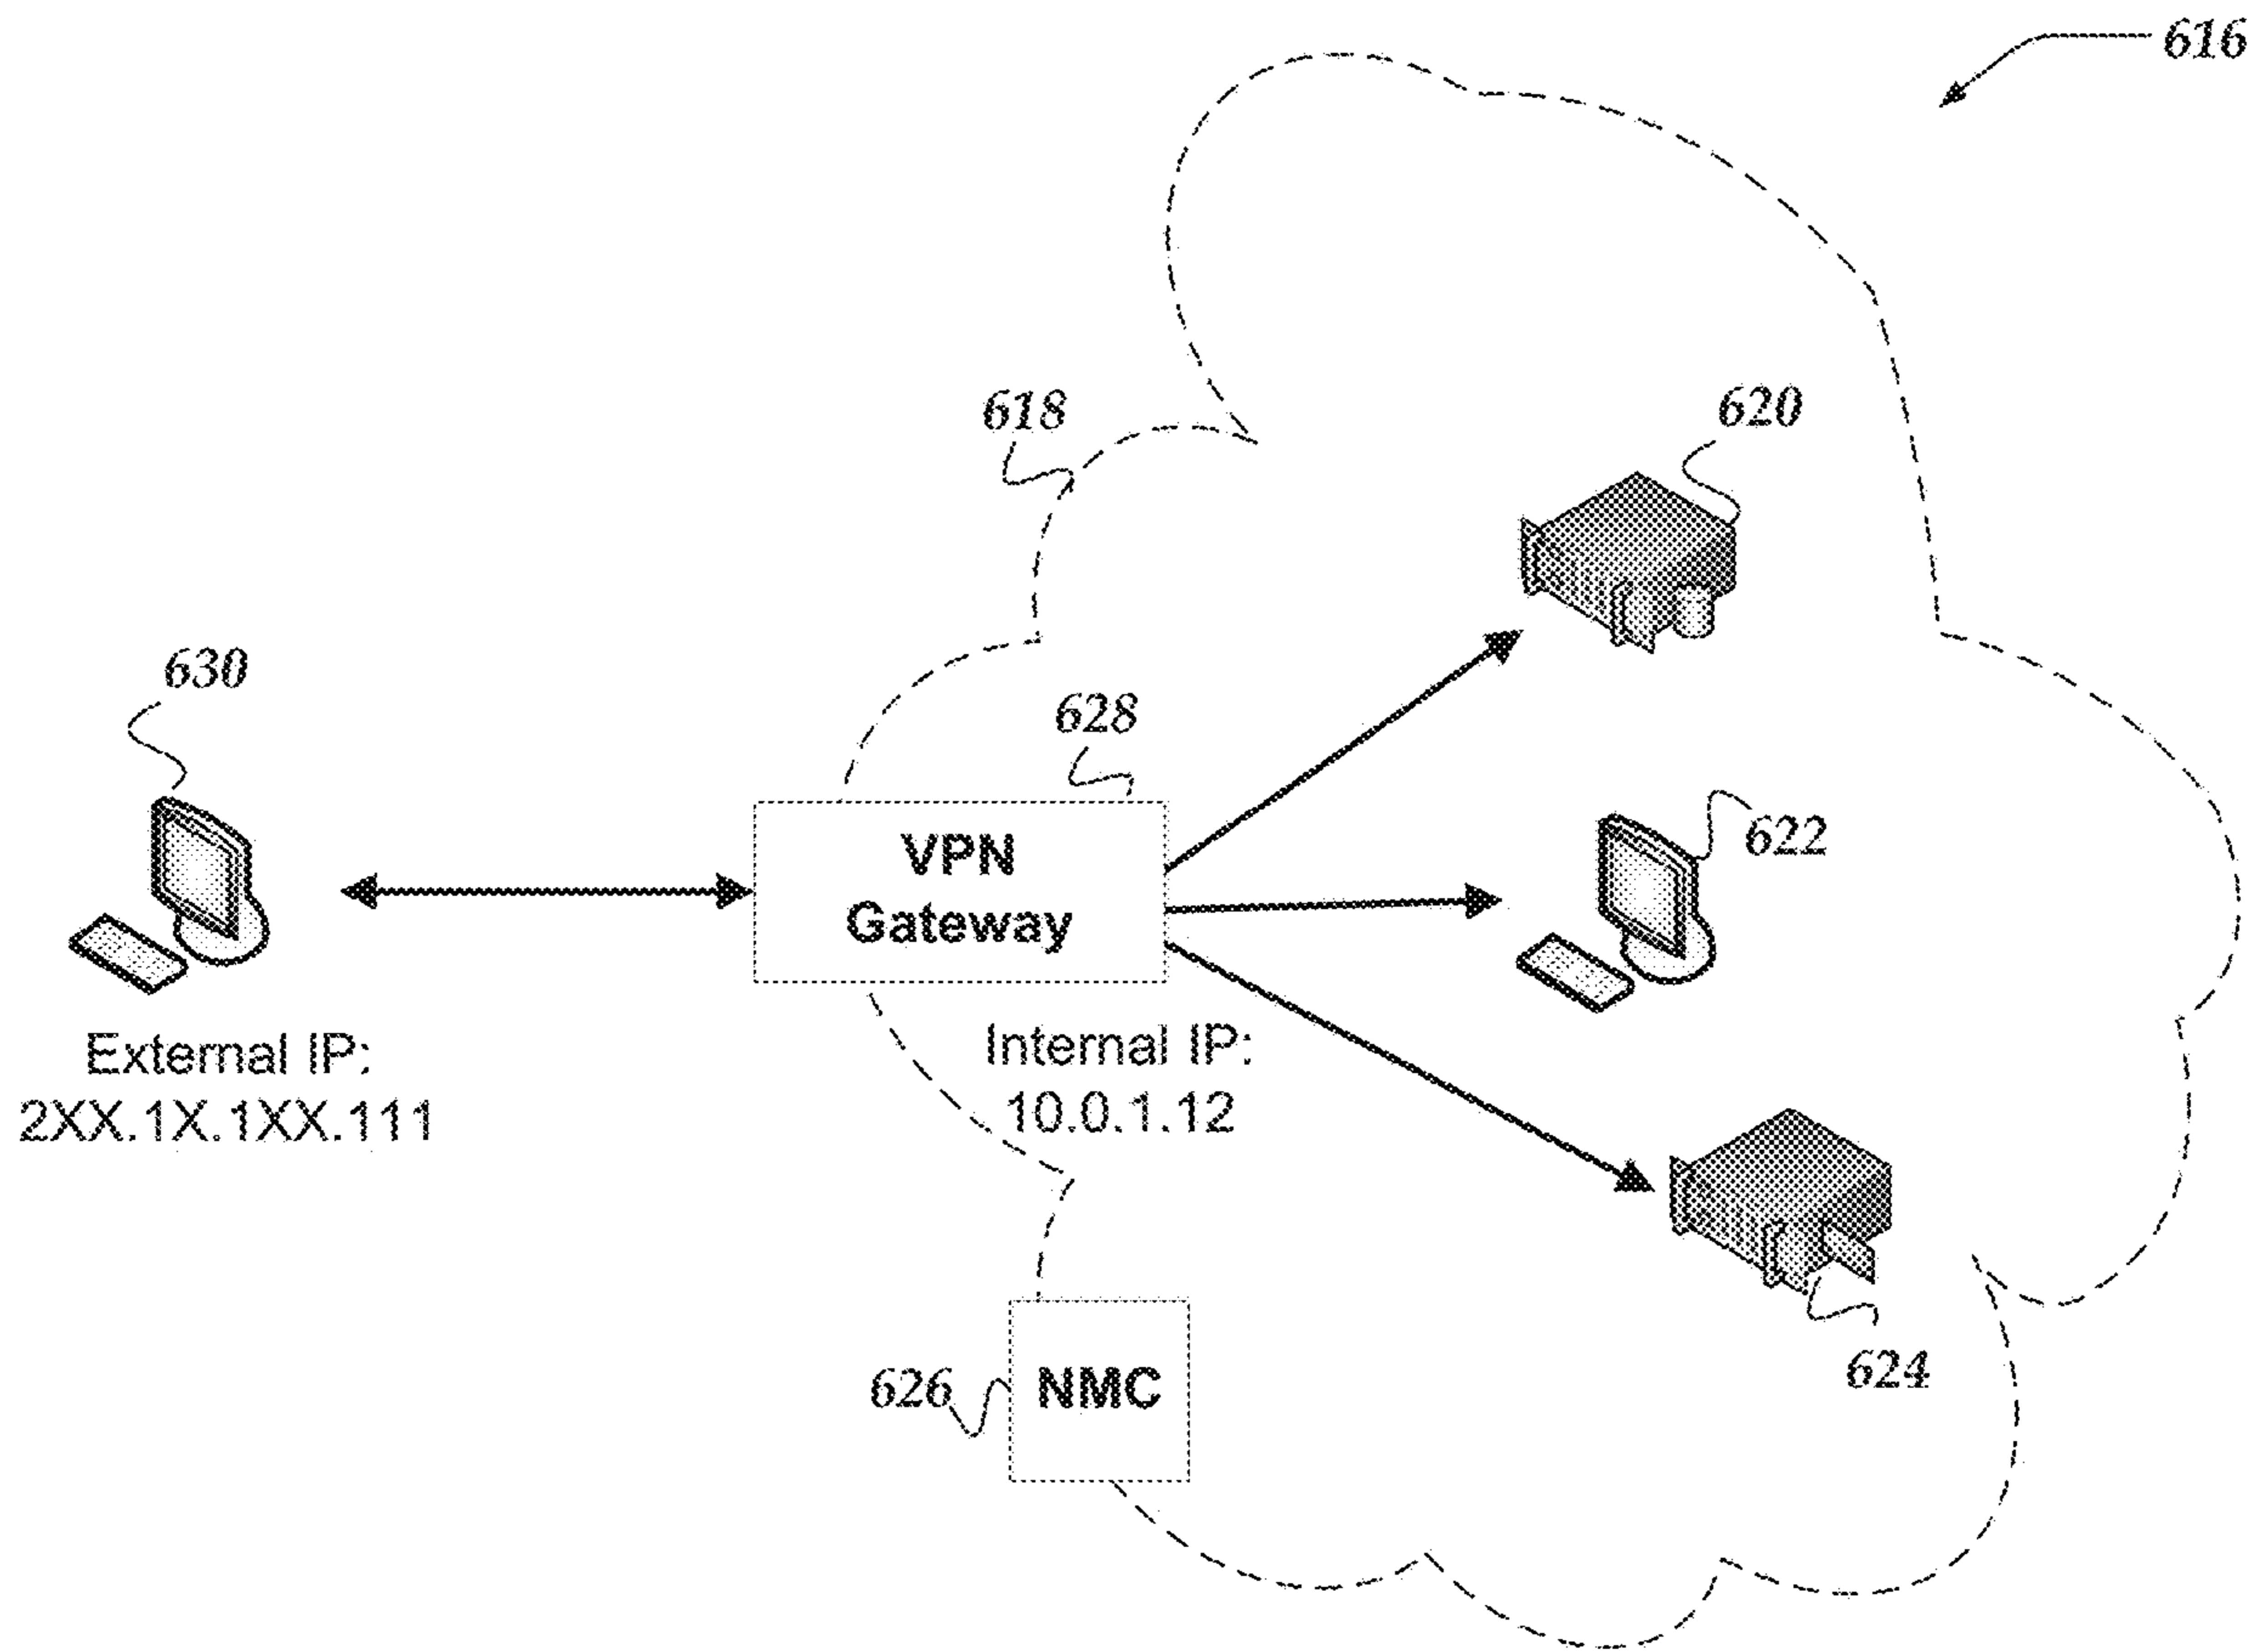 616
618
620
630
628
VPN
Gateway
622
External IP:
2XX.1X.1XX.111
Internal IP:
10.0.1.12
624
626
NMC